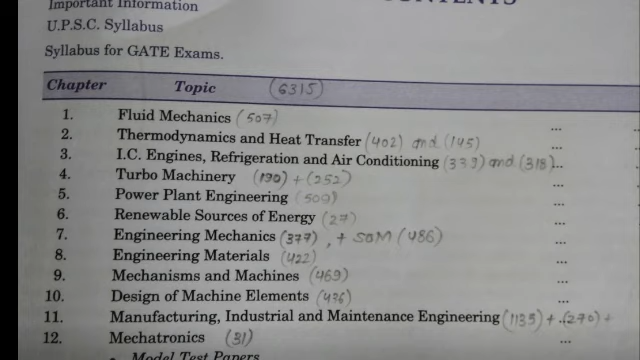 Important Information
CONTENTS
U.P.S.C. Syllabus
Syllabus for GATE Exams.
Chapter Topic (6315)
1. Fluid Mechanics (507) ...
2. Thermodynamics and Heat Transfer (402) and (145) ...
3. I.C. Engines, Refrigeration and Air Conditioning (339) and (318)...
4. Turbo Machinery (190) + (252) ...
5. Power Plant Engineering (509) ...
6. Renewable Sources of Energy (27) ...
7. Engineering Mechanics (377), + SOM (486) ...
8. Engineering Materials (422) ...
9. Mechanisms and Machines (469) ...
10. Design of Machine Elements (436) ...
11. Manufacturing, Industrial and Maintenance Engineering (1135) + (270) +
12. Mechatronics (31) ...
• Model Test Papers